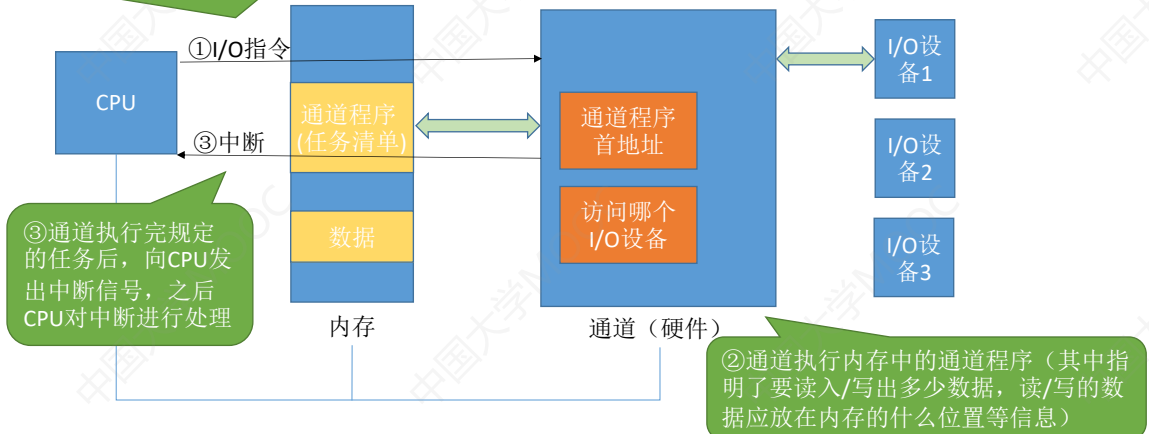 ①I/O指令
I/O设
备1
CPU
通道程序
(任务清单)
通道程序
首地址
③中断
I/O设
备2
访问哪个
I/O设备
数据
③通道执行完规定
的任务后，向CPU发
出中断信号，之后
CPU对中断进行处理
I/O设
备3
内存
通道（硬件）
②通道执行内存中的通道程序（其中指
明了要读入/写出多少数据，读/写的数
据应放在内存的什么位置等信息）